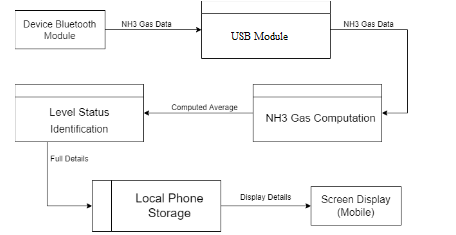 Device Bluetooth
Module
NH3 Gas Data
USB Module
NH3 Gas Data
Level Status
Identification
Computed Average
NH3 Gas Computation
Full Details
Local Phone
Storage
Display Details
Screen Display
(Mobile)